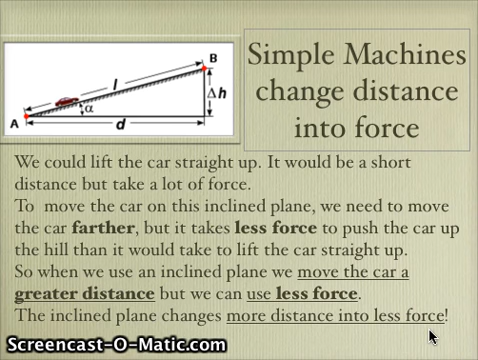 Simple Machines
change distance
into force
B
l
Δh
α
A
d
We could lift the car straight up. It would be a short
distance but take a lot of force.
To move the car on this inclined plane, we need to move
the car farther, but it takes less force to push the car up
the hill than it would take to lift the car straight up.
So when we use an inclined plane we move the car a
greater distance but we can use less force.
The inclined plane changes more distance into less force!
Screencast-O-Matic.com